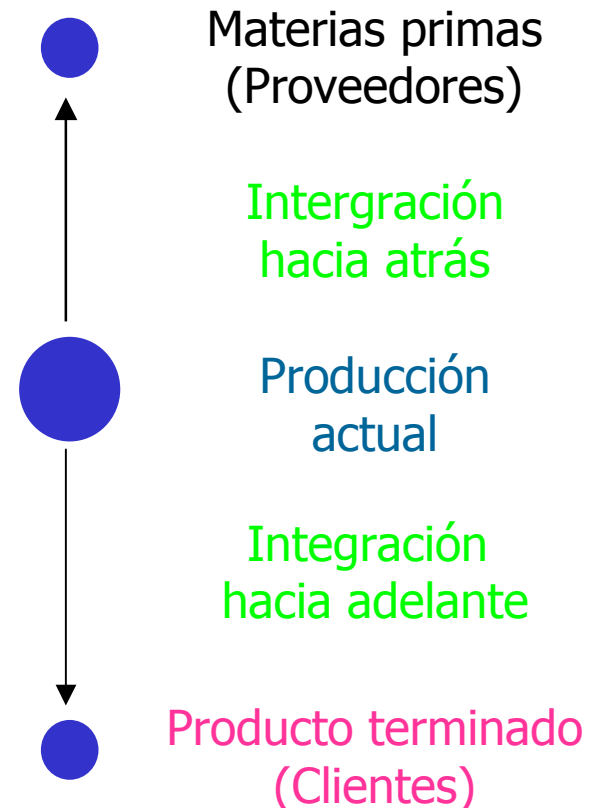 Materias primas
(Proveedores)
Intergración
hacia atrás
Producción
actual
Integración
hacia adelante
Producto terminado
(Clientes)